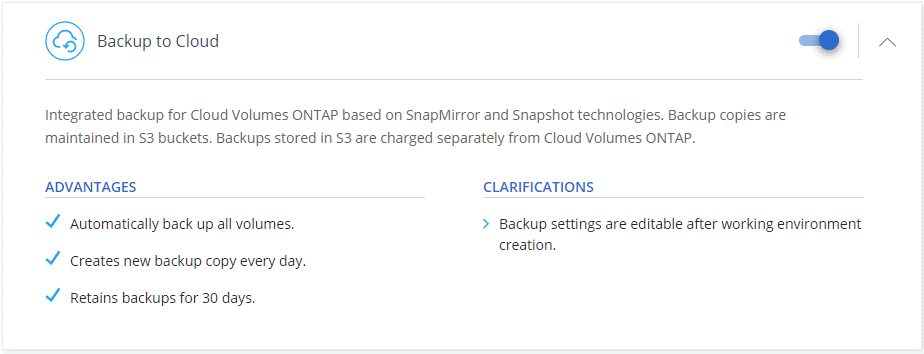 Backup to Cloud
Integrated backup for Cloud Volumes ONTAP based on SnapMirror and Snapshot technologies. Backup copies are
maintained in S3 buckets. Backups stored in S3 are charged separately from Cloud Volumes ONTAP.
ADVANTAGES
Automatically back up all volumes.
Creates new backup copy every day.
Retains backups for 30 days.
CLARIFICATIONS
Backup settings are editable after working environment
creation.